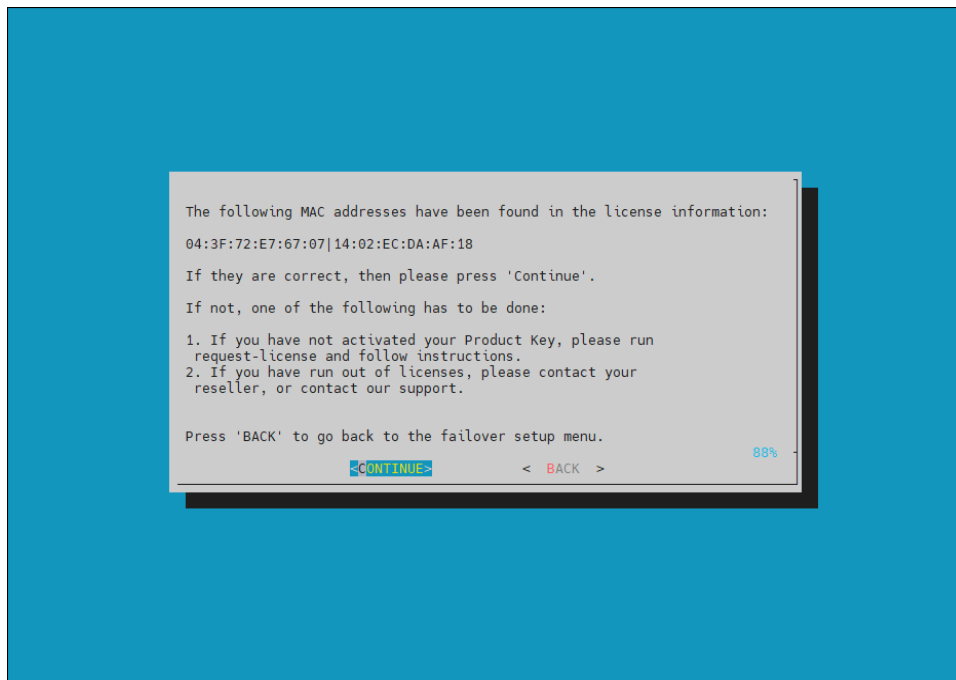 The following MAC addresses have been found in the license information:
04:3F:72:E7:67:07|14:02:EC:DA:AF:18
If they are correct, then please press 'Continue'.
If not, one of the following has to be done:
1. If you have not activated your Product Key, please run
request-license and follow instructions.
2. If you have run out of licenses, please contact your
reseller, or contact our support.
Press 'BACK' to go back to the failover setup menu.
88%
<CONTINUE> < BACK >